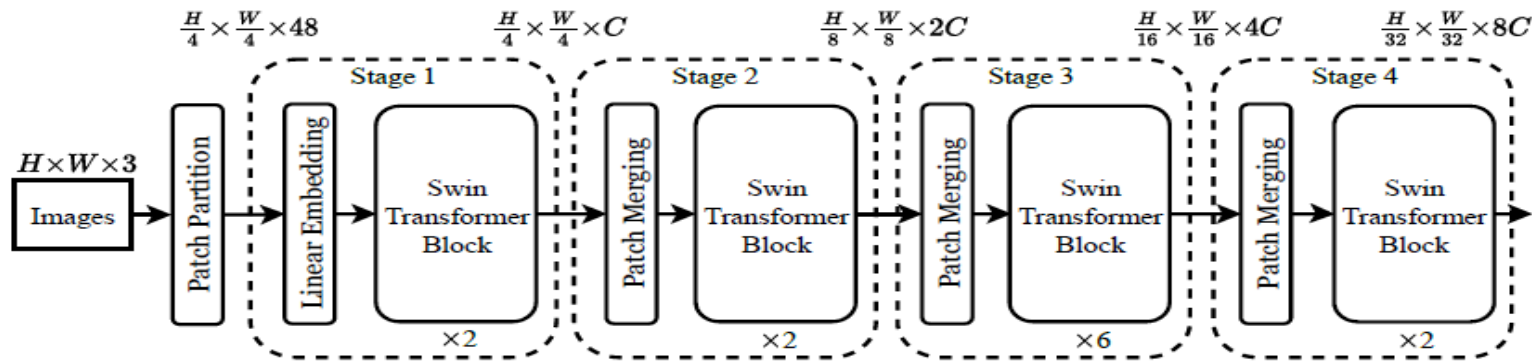 H/4 × W/4 × 48
H/4 × W/4 × C
H/8 × W/8 × 2C
H/16 × W/16 × 4C
H/32 × W/32 × 8C
Stage 1
Stage 2
Stage 3
Stage 4
H×W×3
Images
Patch Partition
Linear Embedding
Swin
Transformer
Block
×2
Patch Merging
Swin
Transformer
Block
×2
Patch Merging
Swin
Transformer
Block
×6
Patch Merging
Swin
Transformer
Block
×2